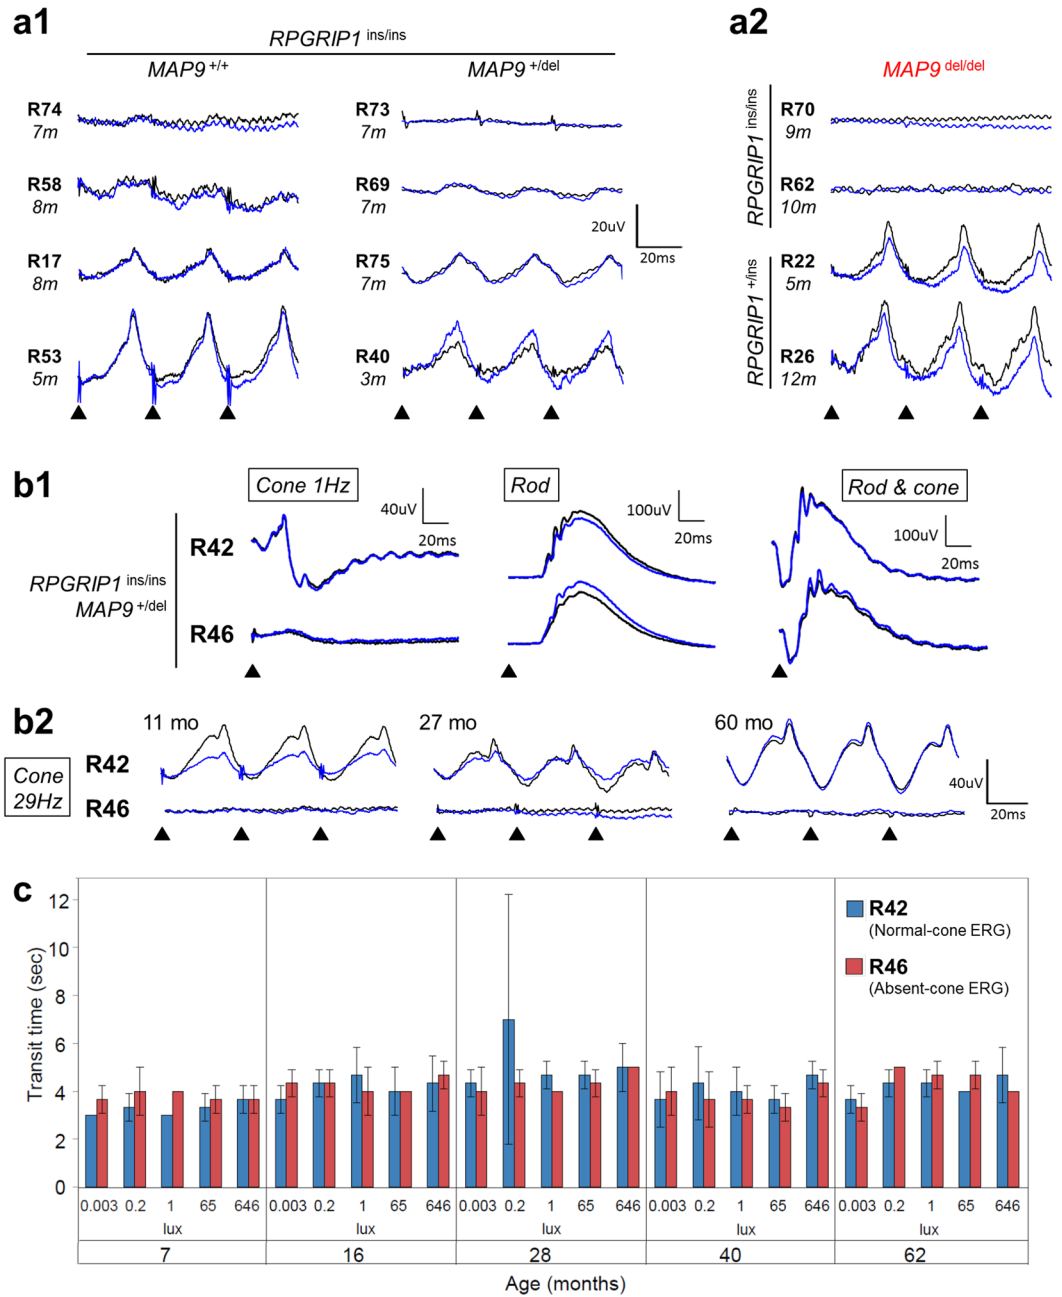 a1
RPGRIP1 ins/ins
MAP9 +/+
MAP9 +/del
R74
7m
R58
8m
R17
8m
R53
5m
R73
7m
R69
7m
R75
7m
R40
3m
20uV
20ms
a2
MAP9 del/del
RPGRIP1 ins/ins
RPGRIP1 +/ins
R70
9m
R62
10m
R22
5m
R26
12m
20uV
20ms
b1
Cone 1Hz
Rod
Rod & cone
40uV
20ms
100uV
20ms
100uV
20ms
RPGRIP1 ins/ins
MAP9 +/del
R42
R46
b2
Cone
29Hz
11 mo
27 mo
60 mo
R42
R46
40uV
20ms
c
Transit time (sec)
12
10
8
6
4
2
0
R42
(Normal-cone ERG)
R46
(Absent-cone ERG)
0.003 0.2 1 65 646 0.003 0.2 1 65 646 0.003 0.2 1 65 646 0.003 0.2 1 65 646 0.003 0.2 1 65 646
lux lux lux lux lux
7 16 28 40 62
Age (months)